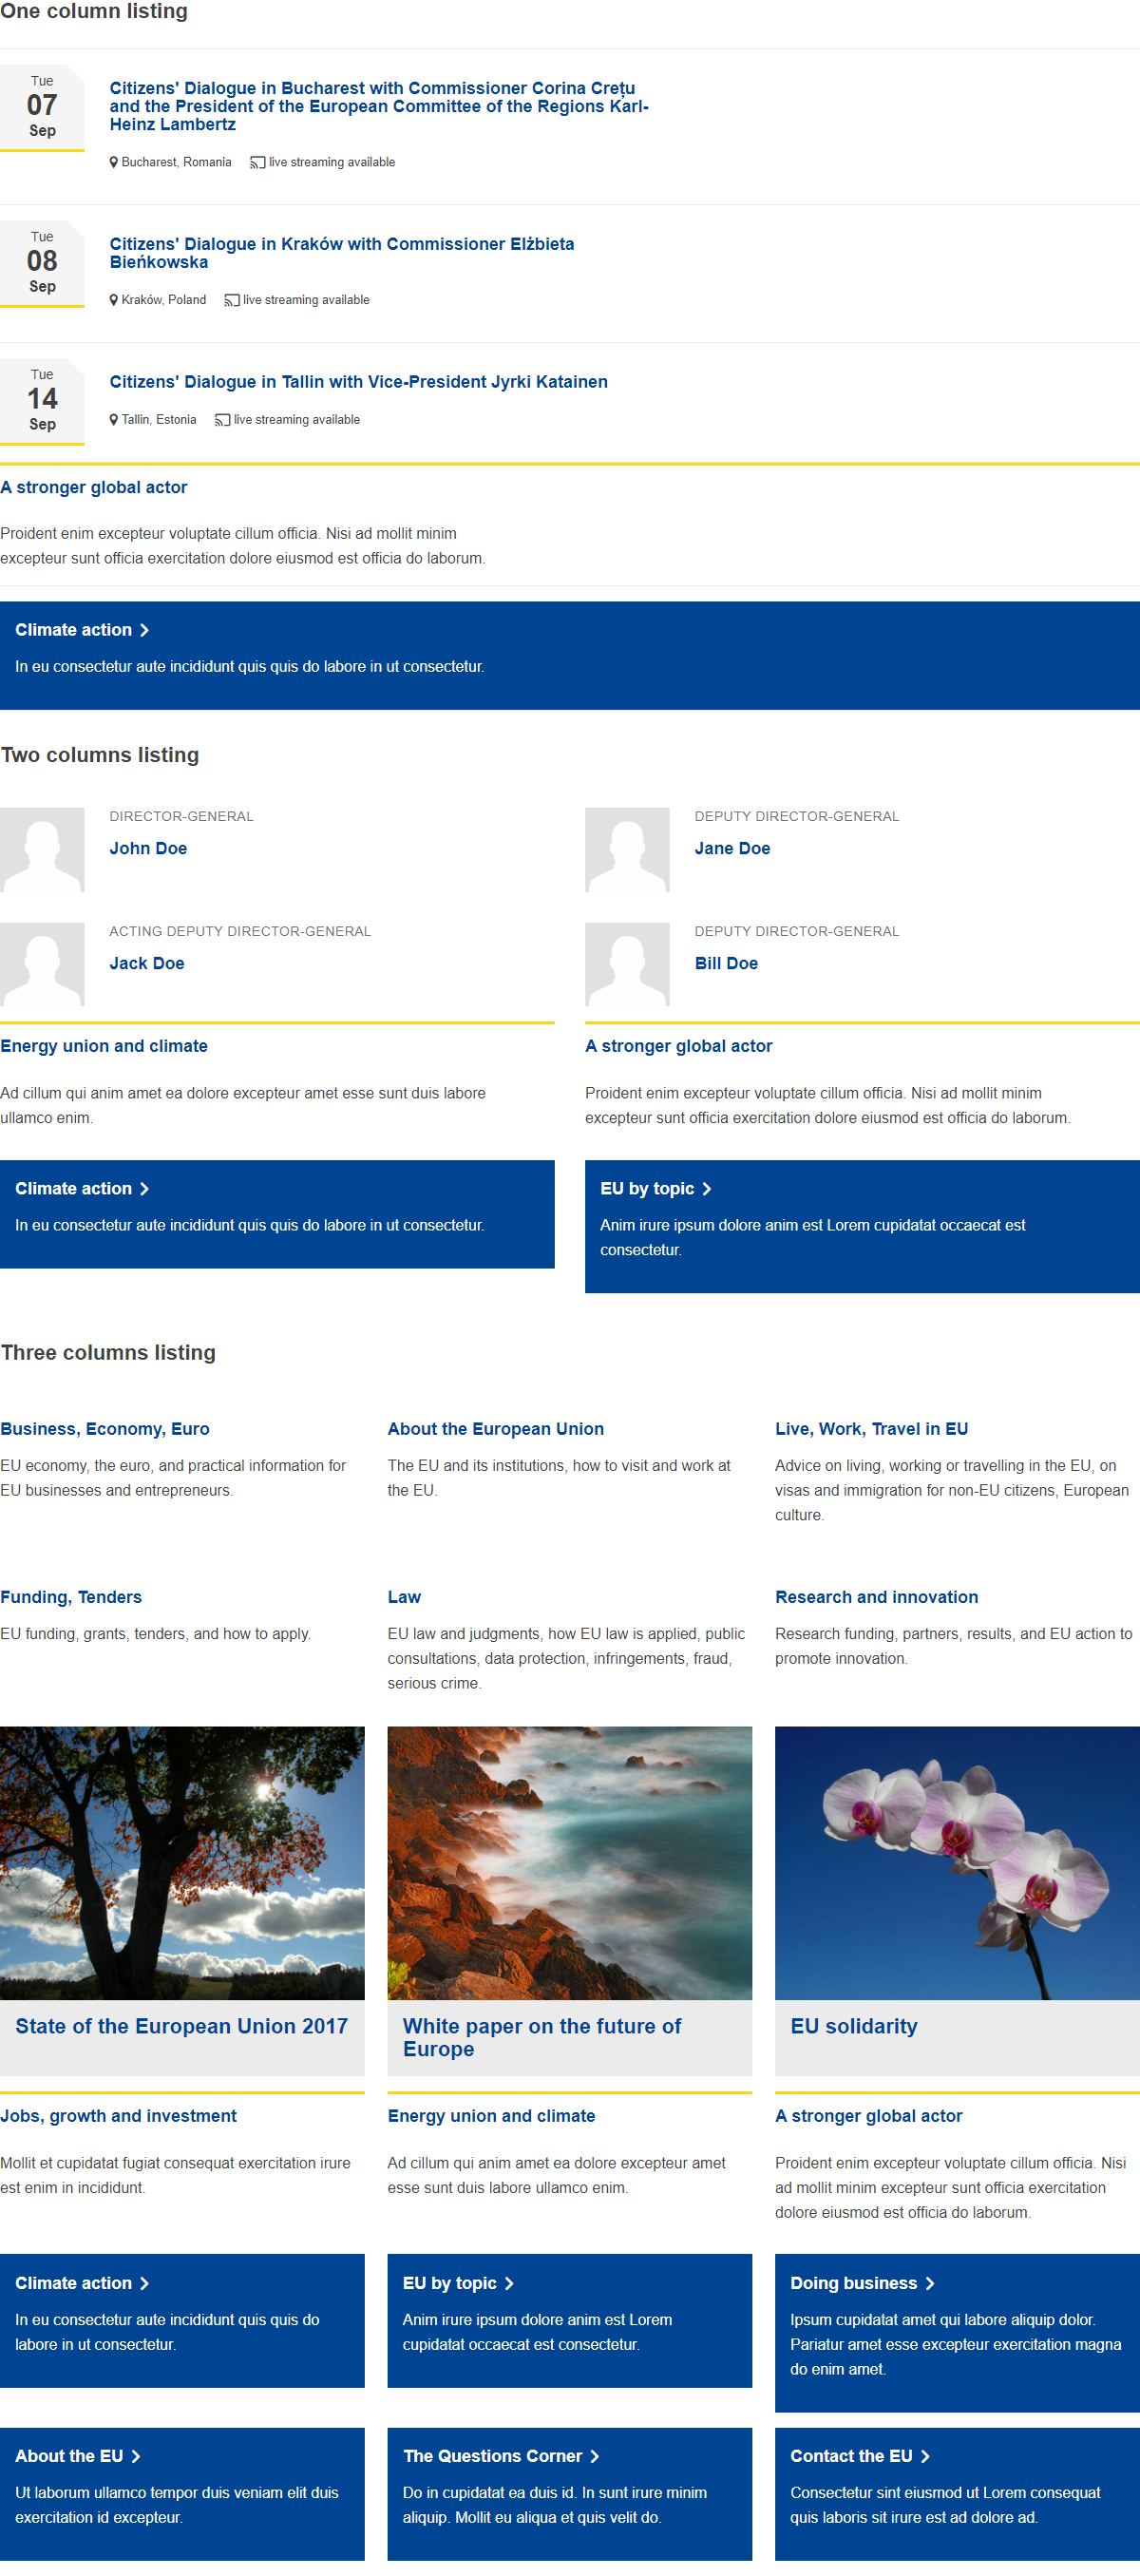 One column listing
Tue
07
Sep
Citizens' Dialogue in Bucharest with Commissioner Corina Crețu
and the President of the European Committee of the Regions Karl-
Heinz Lambertz
Bucharest, Romania live streaming available
Tue
08
Sep
Citizens' Dialogue in Kraków with Commissioner Elżbieta
Bieńkowska
Kraków, Poland live streaming available
Tue
14
Sep
Citizens' Dialogue in Tallin with Vice-President Jyrki Katainen
Tallin, Estonia live streaming available
A stronger global actor
Proident enim excepteur voluptate cillum officia. Nisi ad mollit minim
excepteur sunt officia exercitation dolore eiusmod est officia do laborum.
Climate action
In eu consectetur aute incididunt quis quis do labore in ut consectetur.
Two columns listing
DIRECTOR-GENERAL
John Doe
DEPUTY DIRECTOR-GENERAL
Jane Doe
ACTING DEPUTY DIRECTOR-GENERAL
Jack Doe
DEPUTY DIRECTOR-GENERAL
Bill Doe
Energy union and climate
Ad cillum qui anim amet ea dolore excepteur amet esse sunt duis labore
ullamco enim.
A stronger global actor
Proident enim excepteur voluptate cillum officia. Nisi ad mollit minim
excepteur sunt officia exercitation dolore eiusmod est officia do laborum.
Climate action
In eu consectetur aute incididunt quis quis do labore in ut consectetur.
EU by topic
Anim irure ipsum dolore anim est Lorem cupidatat occaecat est
consectetur.
Three columns listing
Business, Economy, Euro
EU economy, the euro, and practical information for
EU businesses and entrepreneurs.
About the European Union
The EU and its institutions, how to visit and work at
the EU.
Live, Work, Travel in EU
Advice on living, working or travelling in the EU, on
visas and immigration for non-EU citizens, European
culture.
Funding, Tenders
EU funding, grants, tenders, and how to apply.
Law
EU law and judgments, how EU law is applied, public
consultations, data protection, infringements, fraud,
serious crime.
Research and innovation
Research funding, partners, results, and EU action to
promote innovation.
State of the European Union 2017
White paper on the future of
Europe
EU solidarity
Jobs, growth and investment
Mollit et cupidatat fugiat consequat exercitation irure
est enim in incididunt.
Energy union and climate
Ad cillum qui anim amet ea dolore excepteur amet
esse sunt duis labore ullamco enim.
A stronger global actor
Proident enim excepteur voluptate cillum officia. Nisi
ad mollit minim excepteur sunt officia exercitation
dolore eiusmod est officia do laborum.
Climate action
In eu consectetur aute incididunt quis quis do
labore in ut consectetur.
EU by topic
Anim irure ipsum dolore anim est Lorem
cupidatat occaecat est consectetur.
Doing business
Ipsum cupidatat amet qui labore aliquip dolor.
Pariatur amet esse excepteur exercitation magna
do enim amet.
About the EU
Ut laborum ullamco tempor duis veniam elit duis
exercitation id excepteur.
The Questions Corner
Do in cupidatat ea duis id. In sunt irure minim
aliquip. Mollit eu aliqua et quis velit do.
Contact the EU
Consectetur sint eiusmod ut Lorem consequat
quis laboris sit irure est ad dolore ad.